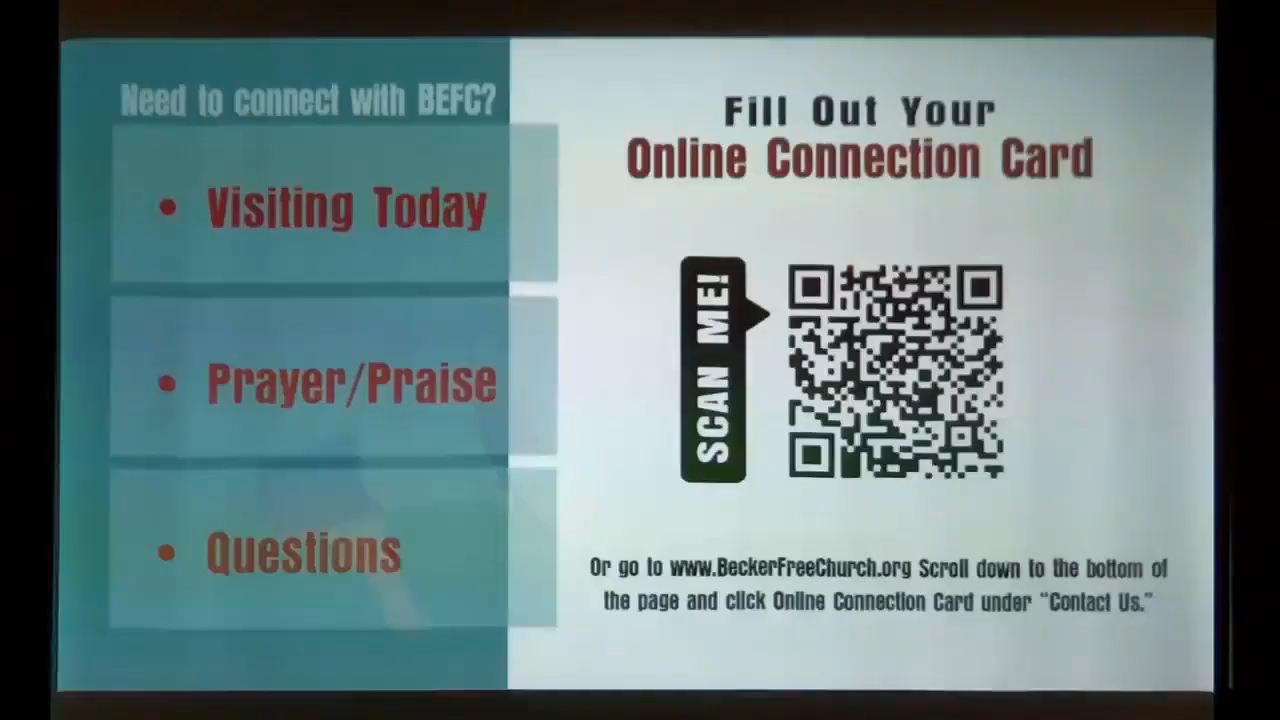 Need to connect with BEFC?
• Visiting Today
• Prayer/Praise
• Questions
Fill Out Your
Online Connection Card
SCAN ME!
Or go to www.BeckerFreeChurch.org Scroll down to the bottom of
the page and click Online Connection Card under “Contact Us.”